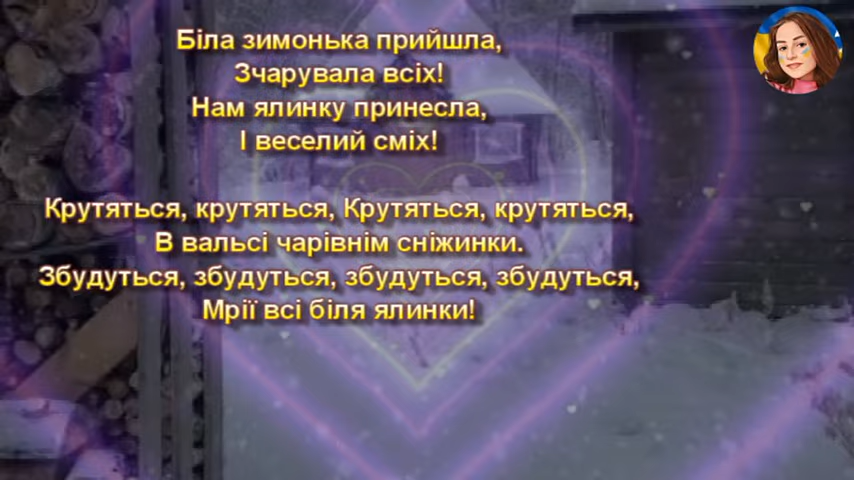 Біла зимонька прийшла,
Зчарувала всіх!
Нам ялинку принесла,
І веселий сміх!
Крутяться, крутяться, Крутяться, крутяться,
В вальсі чарівнім сніжинки.
Збудуться, збудуться, збудуться, збудуться,
Мрії всі біля ялинки!